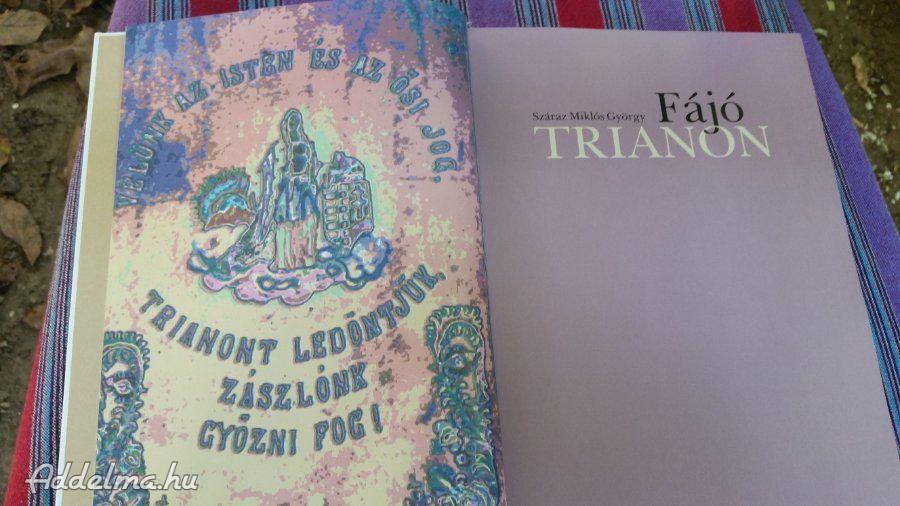 VELÜNK AZ ISTEN ÉS AZ ŐSI JOG!
TRIANONT LEDÖNTJÜK,
ZÁSZLÓNK
GYŐZNI FOG!
Száraz Miklós György Fájó
TRIANON
Addelma.hu